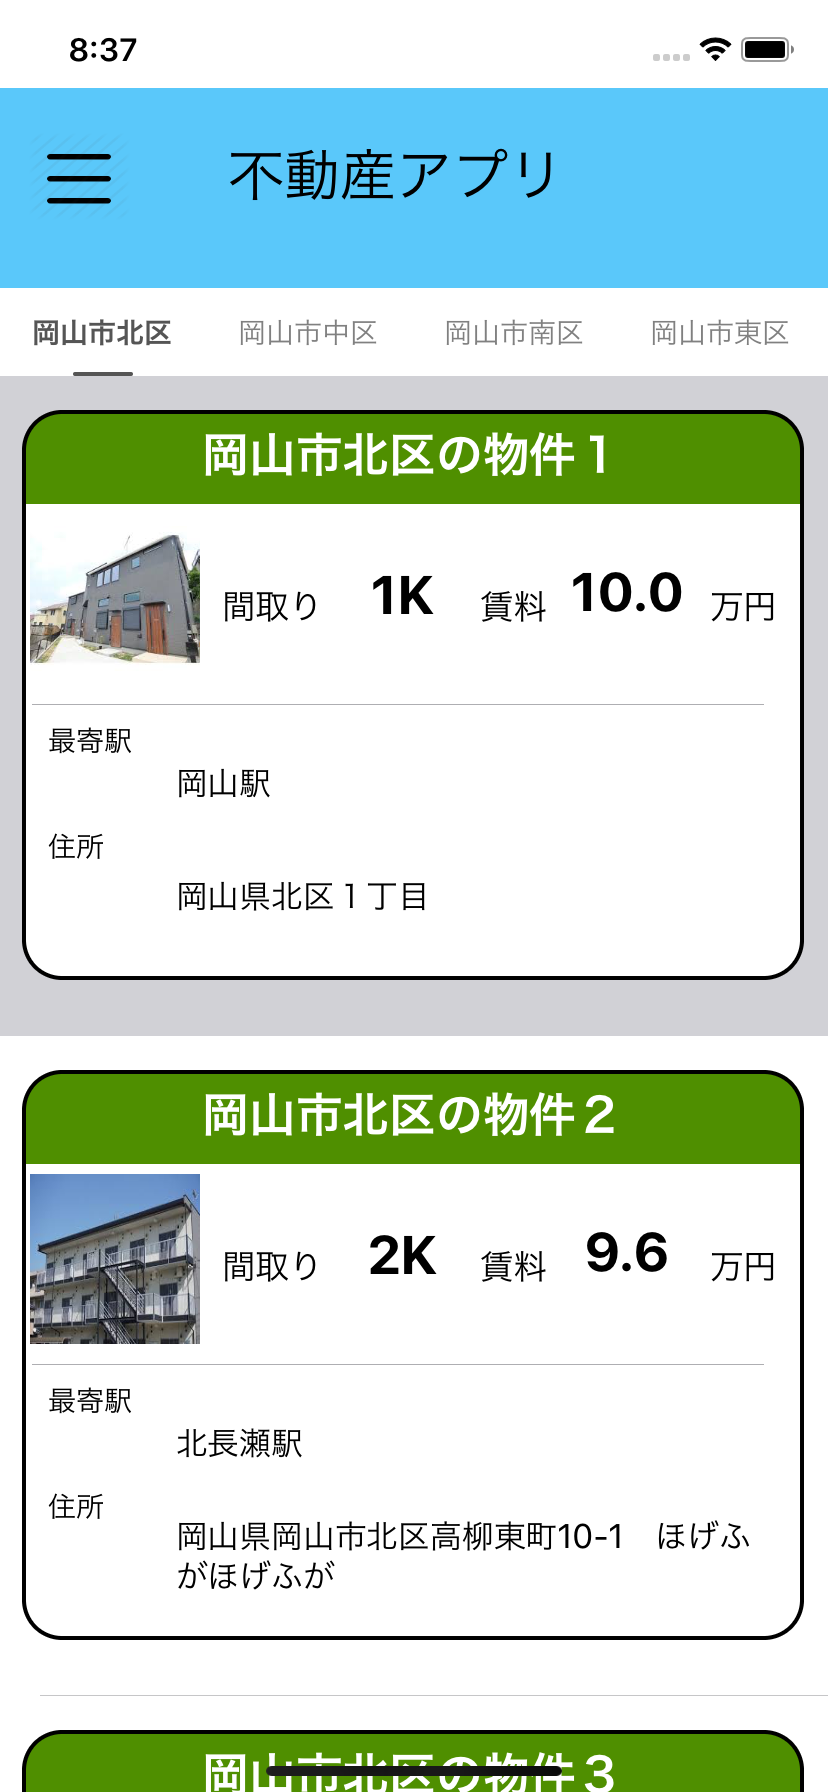 8:37
不動産アプリ
岡山市北区 岡山市中区 岡山市南区 岡山市東区
岡山市北区の物件１
間取り 1K 賃料 10.0 万円
最寄駅
岡山駅
住所
岡山県北区１丁目
岡山市北区の物件２
間取り 2K 賃料 9.6 万円
最寄駅
北長瀬駅
住所
岡山県岡山市北区高柳東町10-1　ほげふ
がほげふが
岡山市北区の物件３